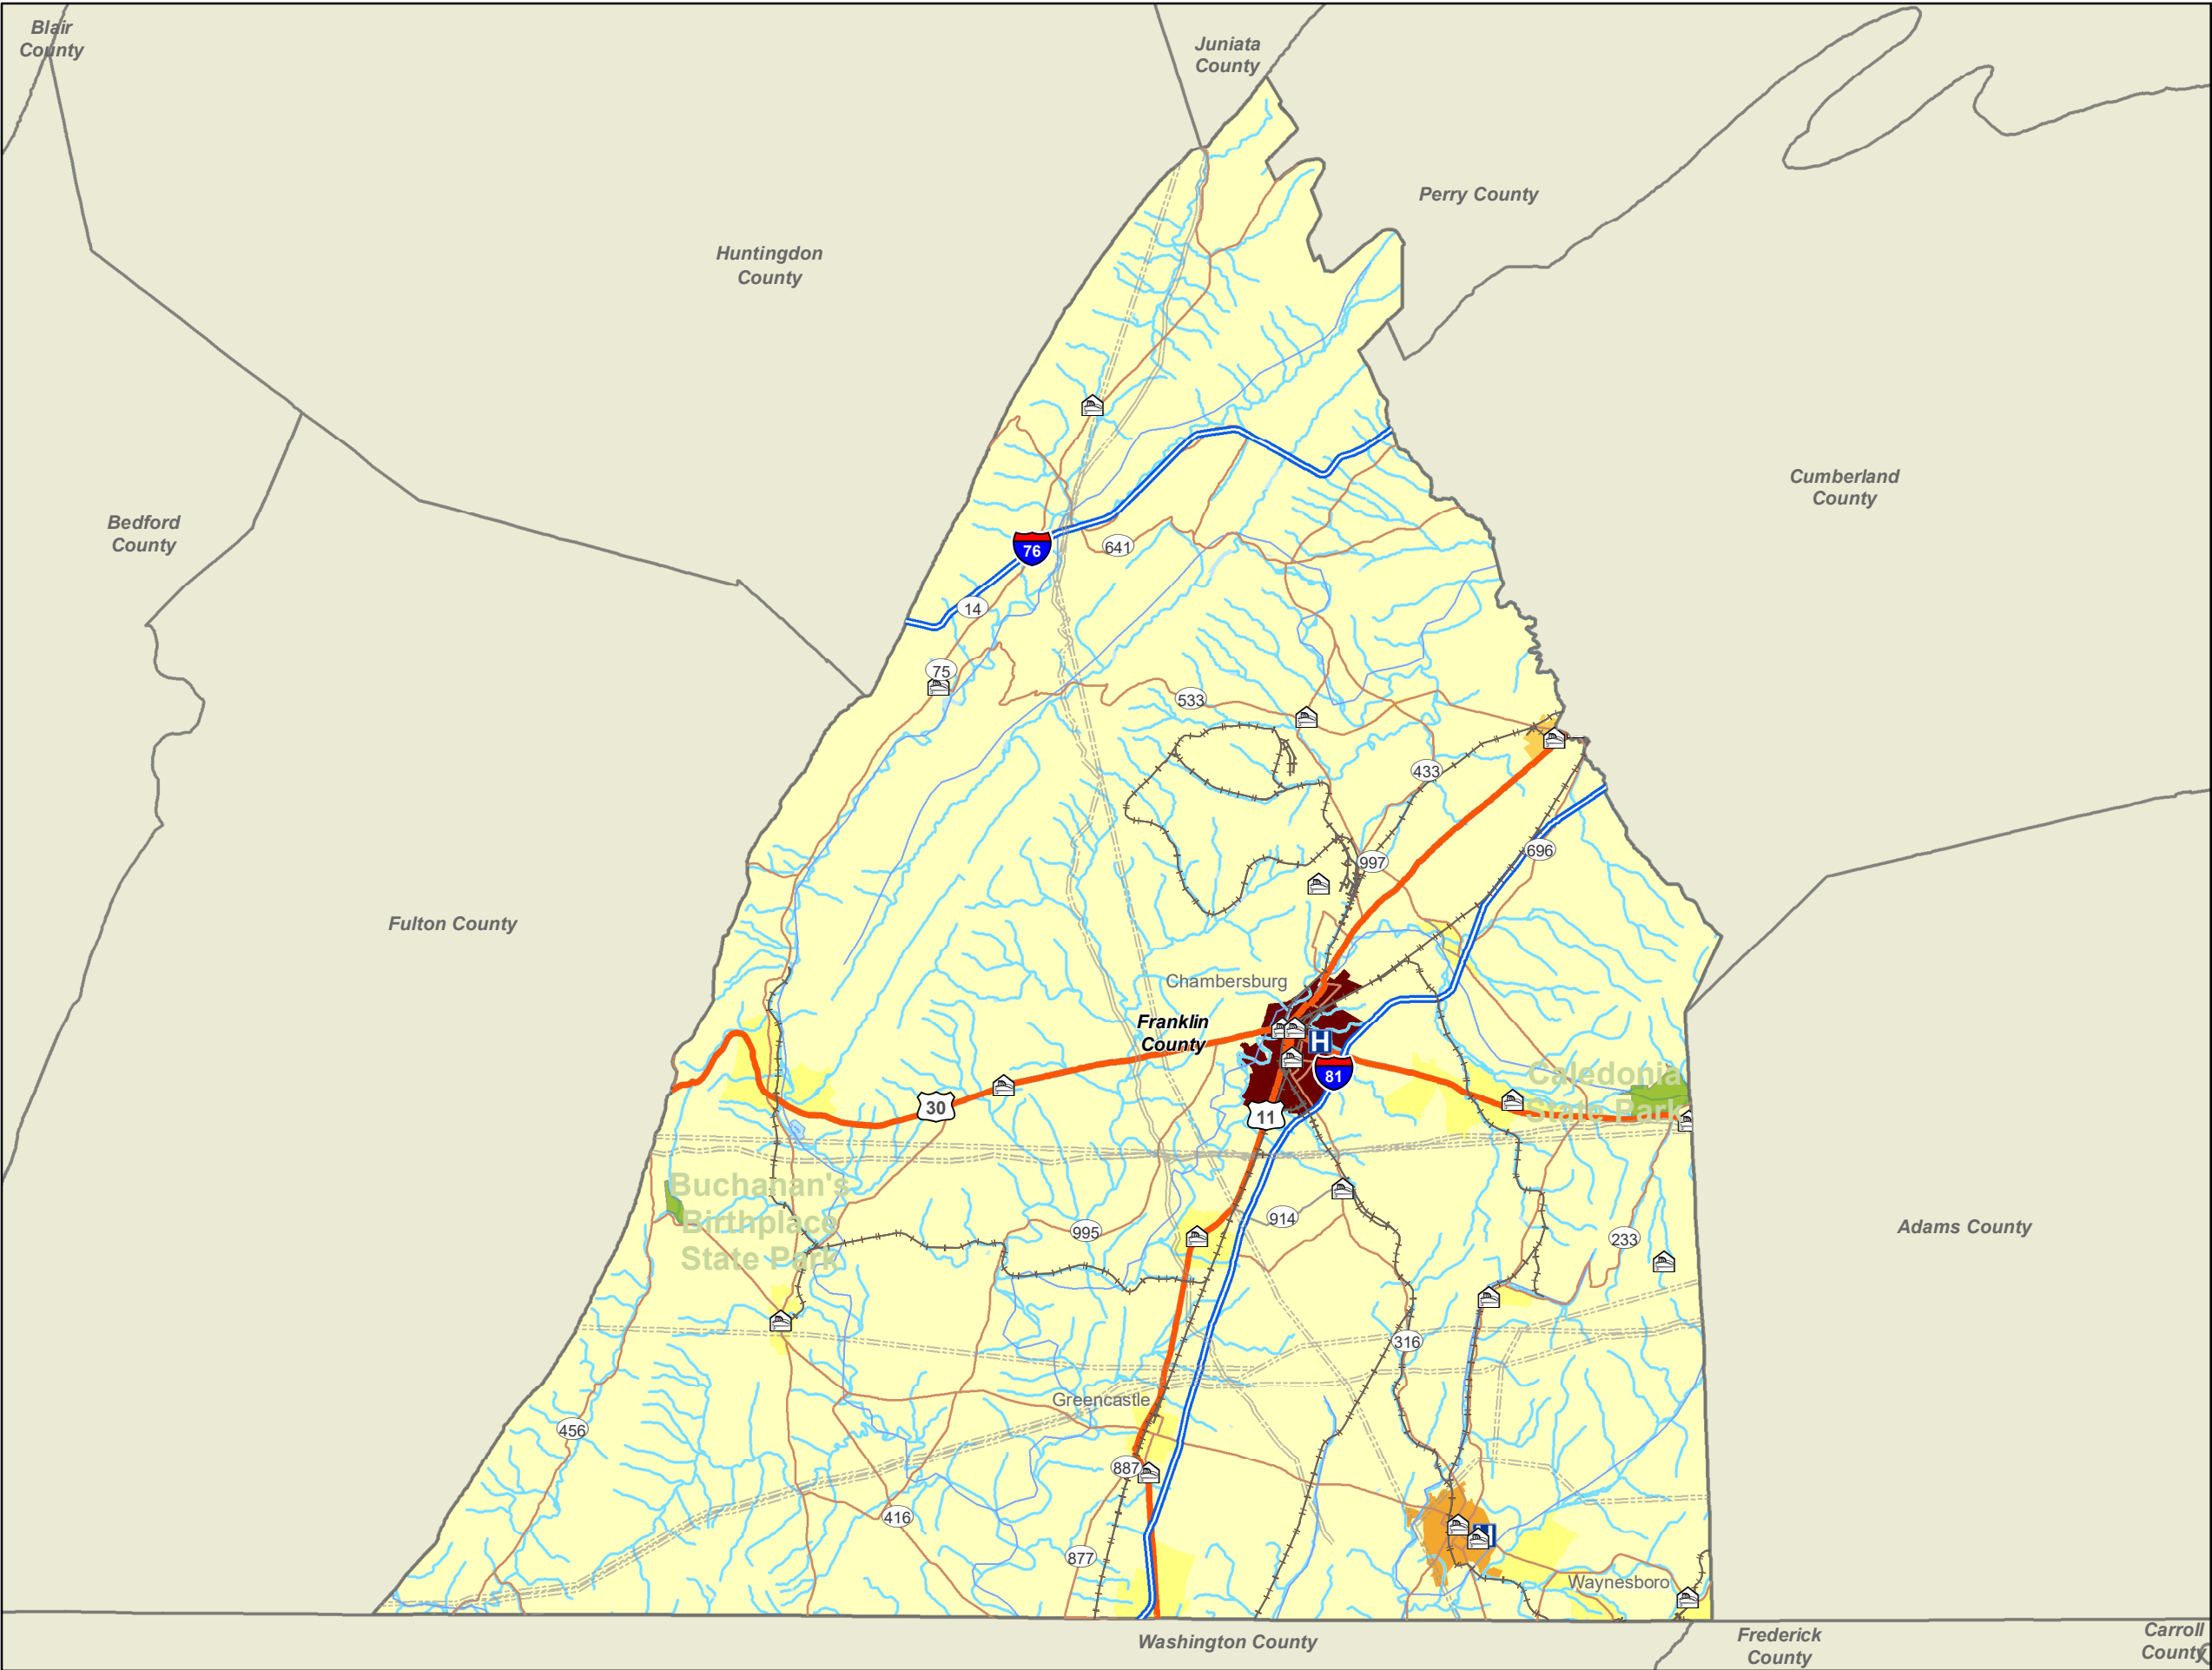 Blair
County
Juniata
County
Perry County
Huntingdon
County
Cumberland
County
Bedford
County
76
641
14
75
533
433
696
997
Fulton County
Chambersburg
Franklin
County
H
81
Caledonia
State Park
30
11
Buchanan's
Birthplace
State Park
995
914
233
Adams County
316
Greencastle
456
887
416
877
Waynesboro
Washington County
Frederick
County
Carroll
County